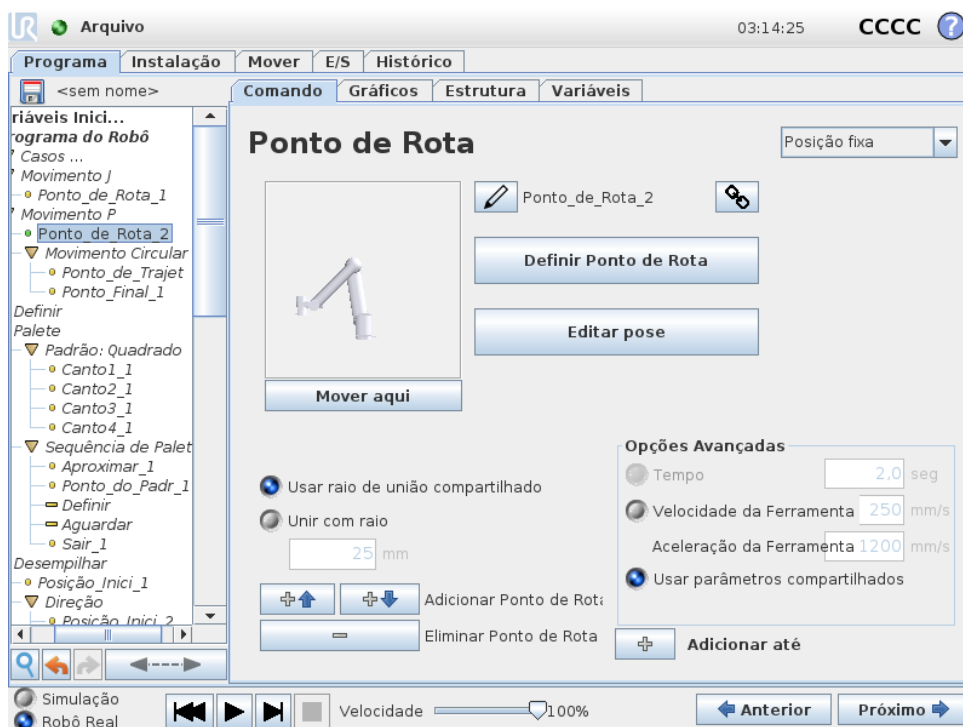 UR Arquivo 03:14:25 CCCC ?
Programa Instalação Mover E/S Histórico
<sem nome> Comando Gráficos Estrutura Variáveis
riáveis Inici...
rograma do Robô
Casos ...
Movimento J
Ponto_de_Rota_1
Movimento P
Ponto_de_Rota_2
Movimento Circular
Ponto_de_Trajet
Ponto_Final_1
Definir
Palete
Padrão: Quadrado
Canto1_1
Canto2_1
Canto3_1
Canto4_1
Sequência de Palet
Aproximar_1
Ponto_do_Padr_1
Definir
Aguardar
Sair_1
Desempilhar
Posição_Inici_1
Direção
Posição_Inici_2
Ponto de Rota
Posição fixa
Ponto_de_Rota_2
Definir Ponto de Rota
Editar pose
Mover aqui
Usar raio de união compartilhado
Unir com raio
25 mm
Adicionar Ponto de Rota
Eliminar Ponto de Rota
Opções Avançadas
Tempo 2,0 seg
Velocidade da Ferramenta 250 mm/s
Aceleração da Ferramenta 1200 mm/s
Usar parâmetros compartilhados
Adicionar até
Simulação
Robô Real
Velocidade 100%
Anterior Próximo